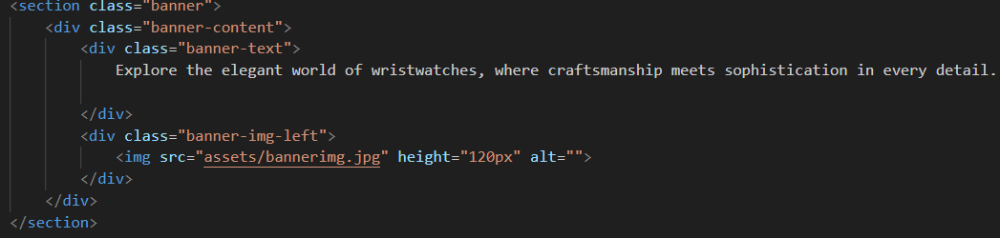 <section class="banner">
<div class="banner-content">
<div class="banner-text">
Explore the elegant world of wristwatches, where craftsmanship meets sophistication in every detail.
</div>
<div class="banner-img-left">
<img src="assets/bannerimg.jpg" height="120px" alt="">
</div>
</div>
</section>